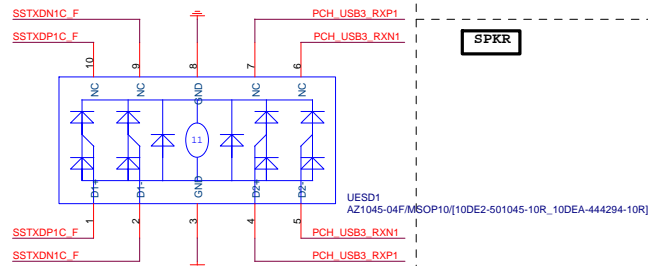 SSTXDN1C_F PCH_USB3_RXP1
SSTXDP1C_F PCH_USB3_RXN1
SPKR
10 9 8 7 6
NC NC GND NC NC
11
D1+ D1- GND D2+ D2-
UESD1
AZ1045-04F/MSOP10/[10DE2-501045-10R_10DEA-444294-10R]
1 2 3 4 5
SSTXDP1C_F PCH_USB3_RXN1
SSTXDN1C_F PCH_USB3_RXP1